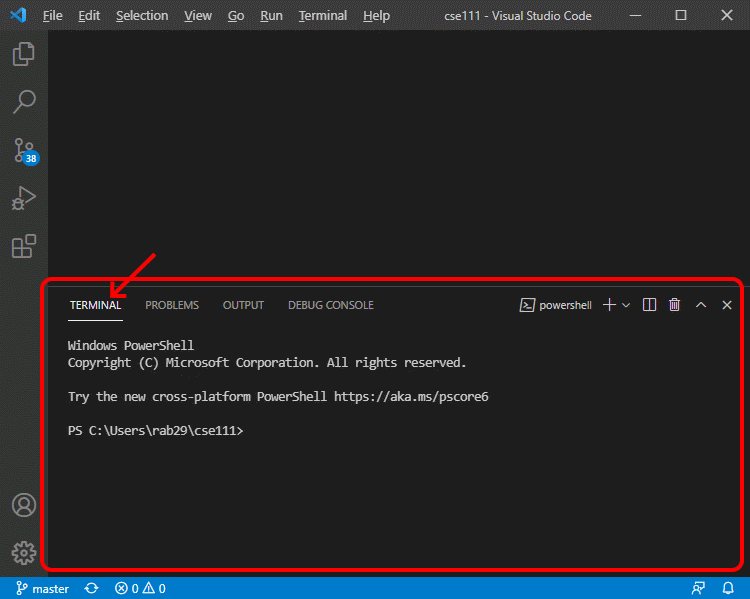 File Edit Selection View Go Run Terminal Help cse111 - Visual Studio Code
38
TERMINAL PROBLEMS OUTPUT DEBUG CONSOLE powershell
Windows PowerShell
Copyright (C) Microsoft Corporation. All rights reserved.
Try the new cross-platform PowerShell https://aka.ms/pscore6
PS C:\Users\rab29\cse111>
master 0 0